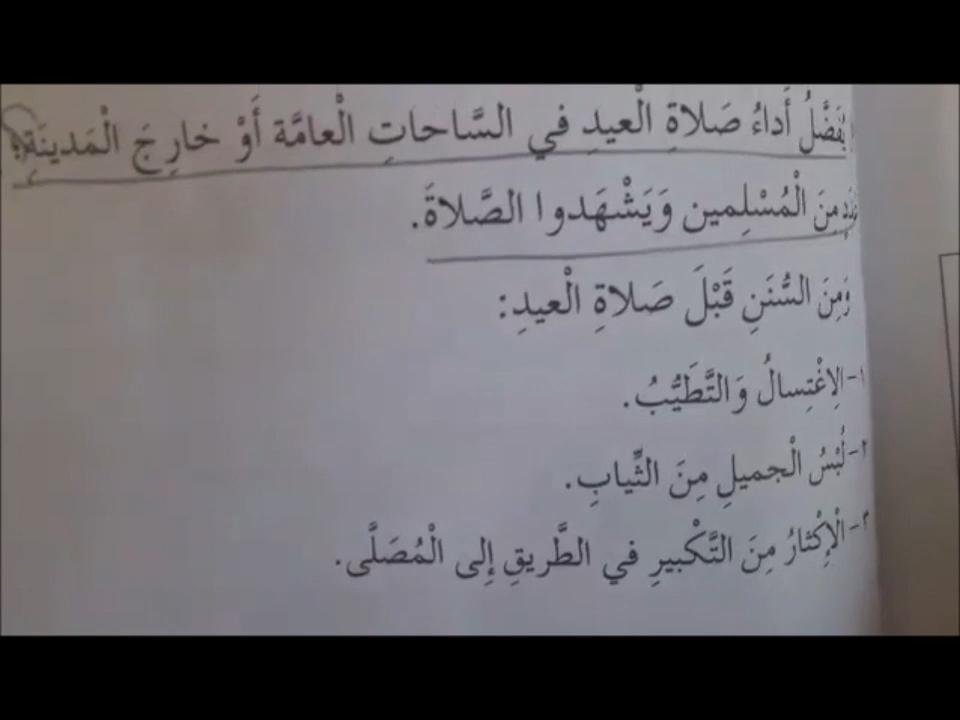 يُفَضَّلُ أَداءُ صَلاةِ الْعيدِ في السَّاحاتِ الْعامَّة أَوْ خارِجَ الْمَدينَةِ
مِنَ الْمُسْلِمين وَيَشْهَدوا الصَّلاةَ.
وَمِنَ السُّنَنِ قَبْلَ صَلاةِ الْعيدِ:
١- الِاغْتِسالُ وَالتَّطَيُّبُ.
٢- لُبْسُ الْجميلِ مِنَ الثِّيابِ.
٣- الْإِكْثارُ مِنَ التَّكْبيرِ في الطَّريقِ إِلى الْمُصَلَّى.